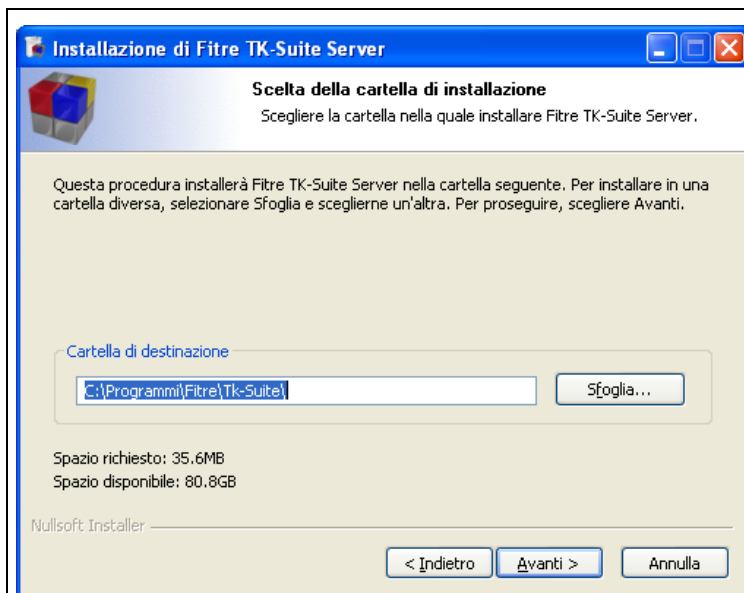 Installazione di Fitre TK-Suite Server
Scelta della cartella di installazione
Scegliere la cartella nella quale installare Fitre TK-Suite Server.
Questa procedura installerà Fitre TK-Suite Server nella cartella seguente. Per installare in una
cartella diversa, selezionare Sfoglia e sceglierne un'altra. Per proseguire, scegliere Avanti.
Cartella di destinazione
C:\Programmi\Fitre\Tk-Suite\
Sfoglia...
Spazio richiesto: 35.6MB
Spazio disponibile: 80.8GB
Nullsoft Installer
< Indietro
Avanti >
Annulla